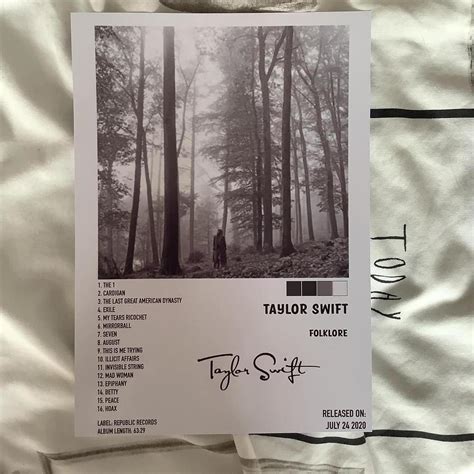 1. THE 1
2. CARDIGAN
3. THE LAST GREAT AMERICAN DYNASTY
4. EXILE
5. MY TEARS RICOCHET
6. MIRRORBALL
7. SEVEN
8. AUGUST
9. THIS IS ME TRYING
10. ILLICIT AFFAIRS
11. INVISIBLE STRING
12. MAD WOMAN
13. EPIPHANY
14. BETTY
15. PEACE
16. HOAX
LABEL: REPUBLIC RECORDS
ALBUM LENGTH: 63:29
TAYLOR SWIFT
FOLKLORE
Taylor Swift
RELEASED ON:
JULY 24 2020
TODAY